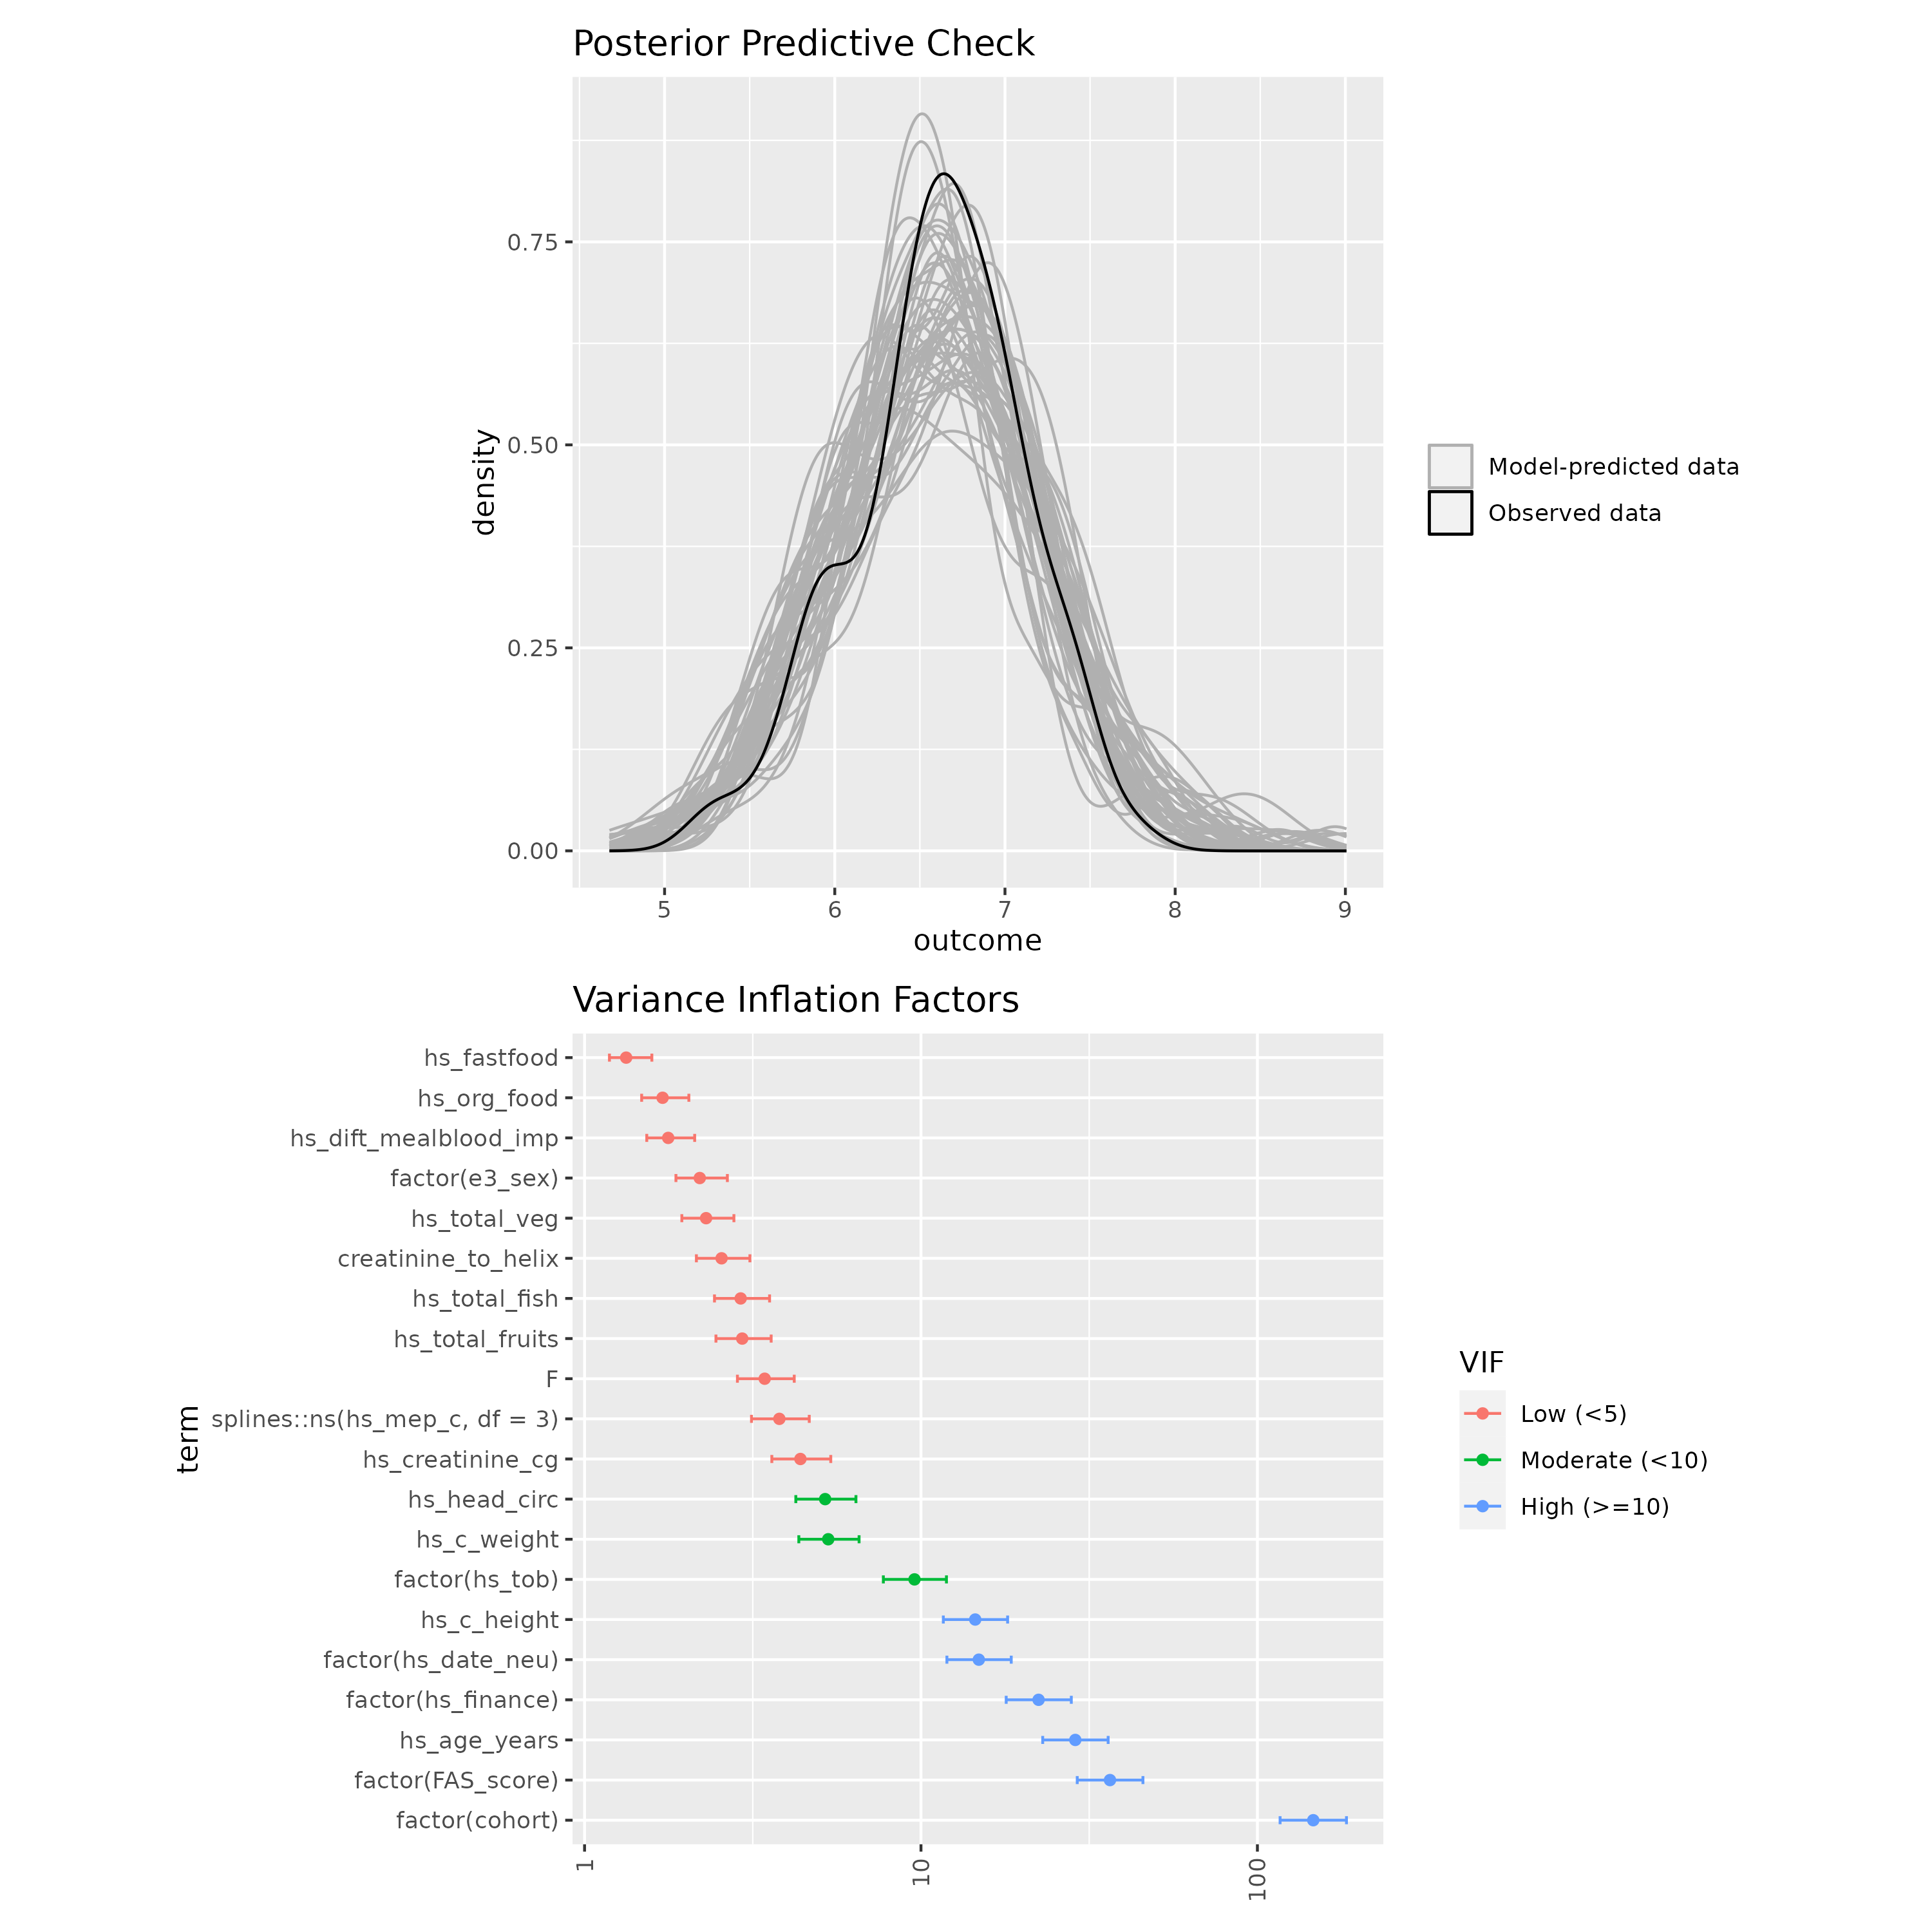 Posterior Predictive Check
density
0.75
0.50
0.25
0.00
5 6 7 8 9
outcome
Model-predicted data
Observed data
Variance Inflation Factors
term
hs_fastfood
hs_org_food
hs_dift_mealblood_imp
factor(e3_sex)
hs_total_veg
creatinine_to_helix
hs_total_fish
hs_total_fruits
F
splines::ns(hs_mep_c, df = 3)
hs_creatinine_cg
hs_head_circ
hs_c_weight
factor(hs_tob)
hs_c_height
factor(hs_date_neu)
factor(hs_finance)
hs_age_years
factor(FAS_score)
factor(cohort)
1 10 100
VIF
Low (<5)
Moderate (<10)
High (>=10)